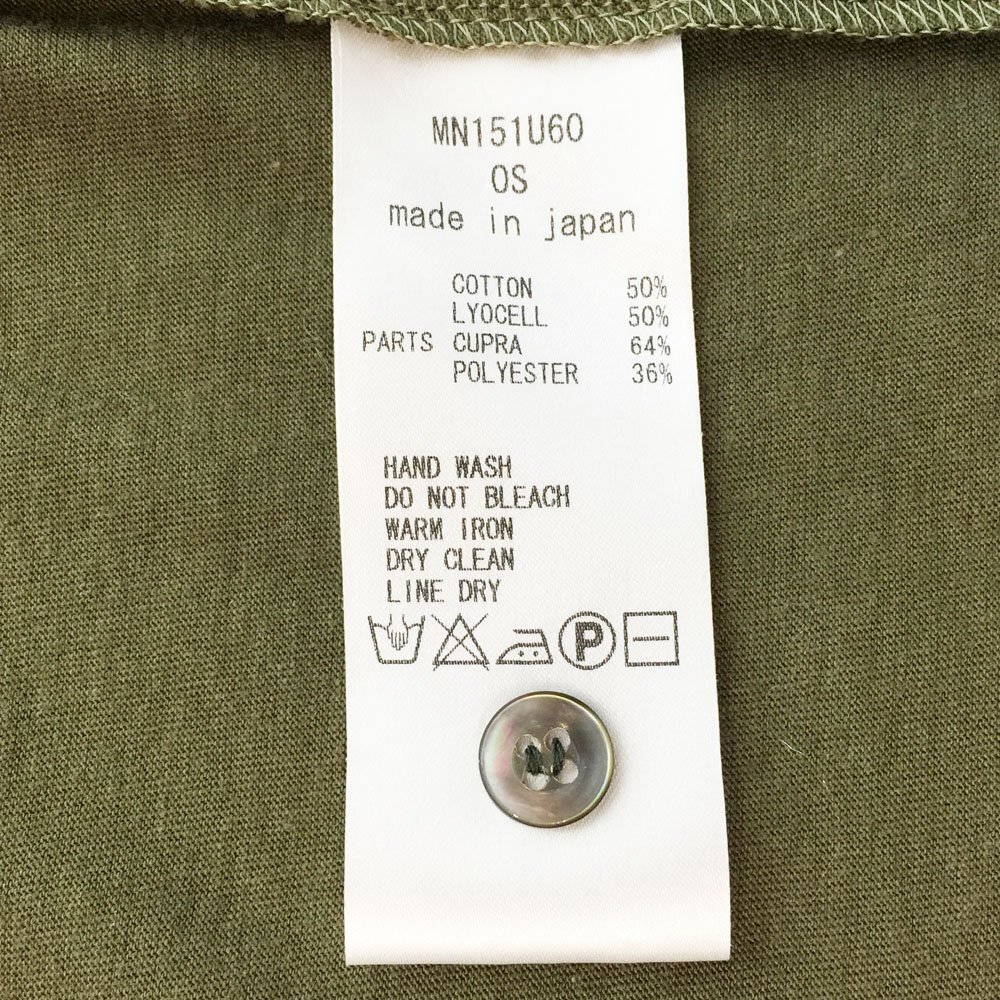 MN151U60
OS
made in japan
COTTON 50%
LYOCELL 50%
PARTS CUPRA 64%
POLYESTER 36%
HAND WASH
DO NOT BLEACH
WARM IRON
DRY CLEAN
LINE DRY
P